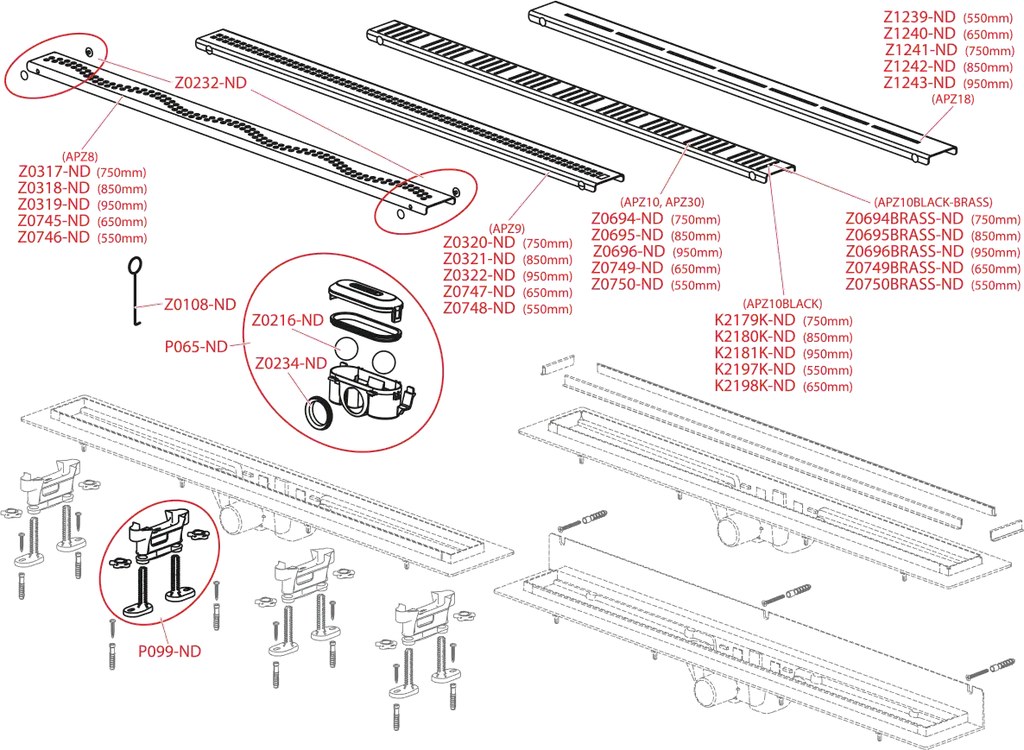 Z1239-ND (550mm)
Z1240-ND (650mm)
Z1241-ND (750mm)
Z1242-ND (850mm)
Z1243-ND (950mm)
(APZ18)
Z0232-ND
(APZ8)
Z0317-ND (750mm)
Z0318-ND (850mm)
Z0319-ND (950mm)
Z0745-ND (650mm)
Z0746-ND (550mm)
(APZ9)
Z0320-ND (750mm)
Z0321-ND (850mm)
Z0322-ND (950mm)
Z0747-ND (650mm)
Z0748-ND (550mm)
(APZ10, APZ30)
Z0694-ND (750mm)
Z0695-ND (850mm)
Z0696-ND (950mm)
Z0749-ND (650mm)
Z0750-ND (550mm)
(APZ10BLACK-BRASS)
Z0694BRASS-ND (750mm)
Z0695BRASS-ND (850mm)
Z0696BRASS-ND (950mm)
Z0749BRASS-ND (650mm)
Z0750BRASS-ND (550mm)
(APZ10BLACK)
K2179K-ND (750mm)
K2180K-ND (850mm)
K2181K-ND (950mm)
K2197K-ND (550mm)
K2198K-ND (650mm)
Z0108-ND
Z0216-ND
P065-ND
Z0234-ND
P099-ND